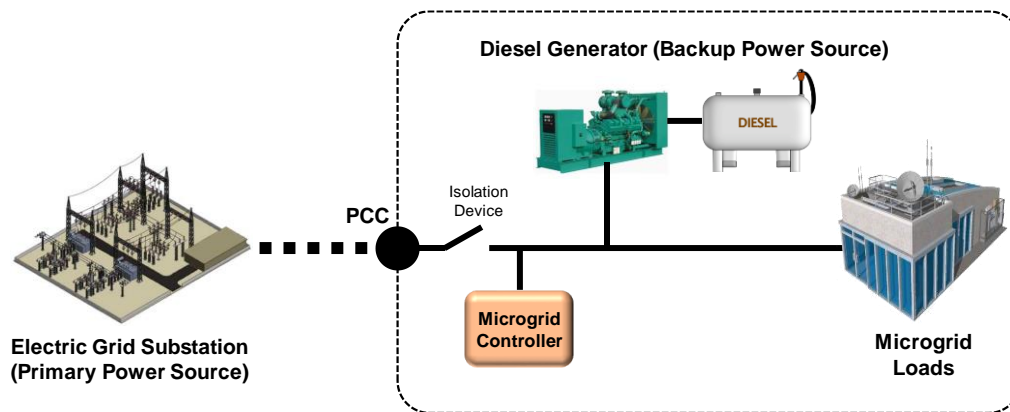 Diesel Generator (Backup Power Source)
DIESEL
Isolation
Device
PCC
Microgrid
Controller
Electric Grid Substation
(Primary Power Source)
Microgrid
Loads